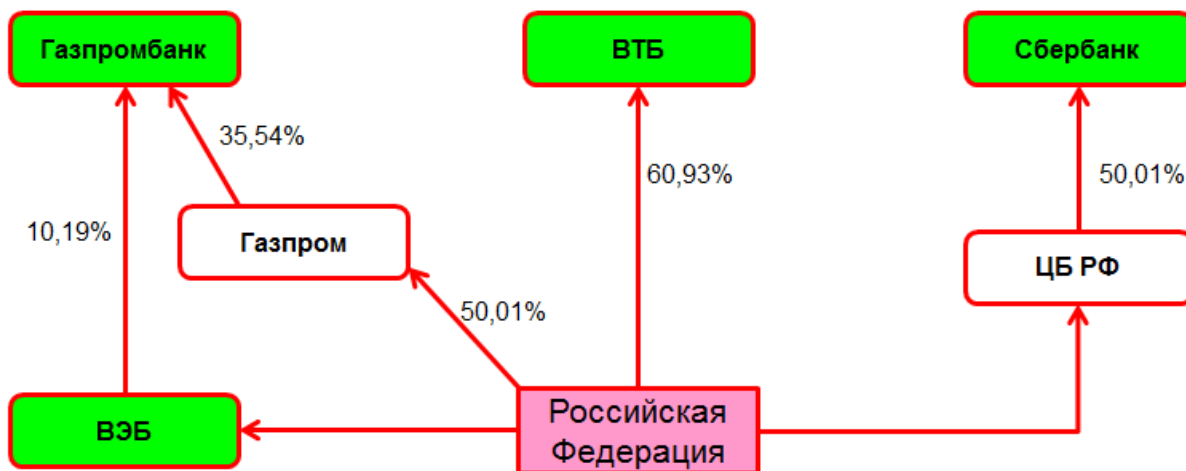 Газпромбанк
ВТБ
Сбербанк
35,54%
60,93%
50,01%
10,19%
Газпром
ЦБ РФ
50,01%
ВЭБ
Российская
Федерация